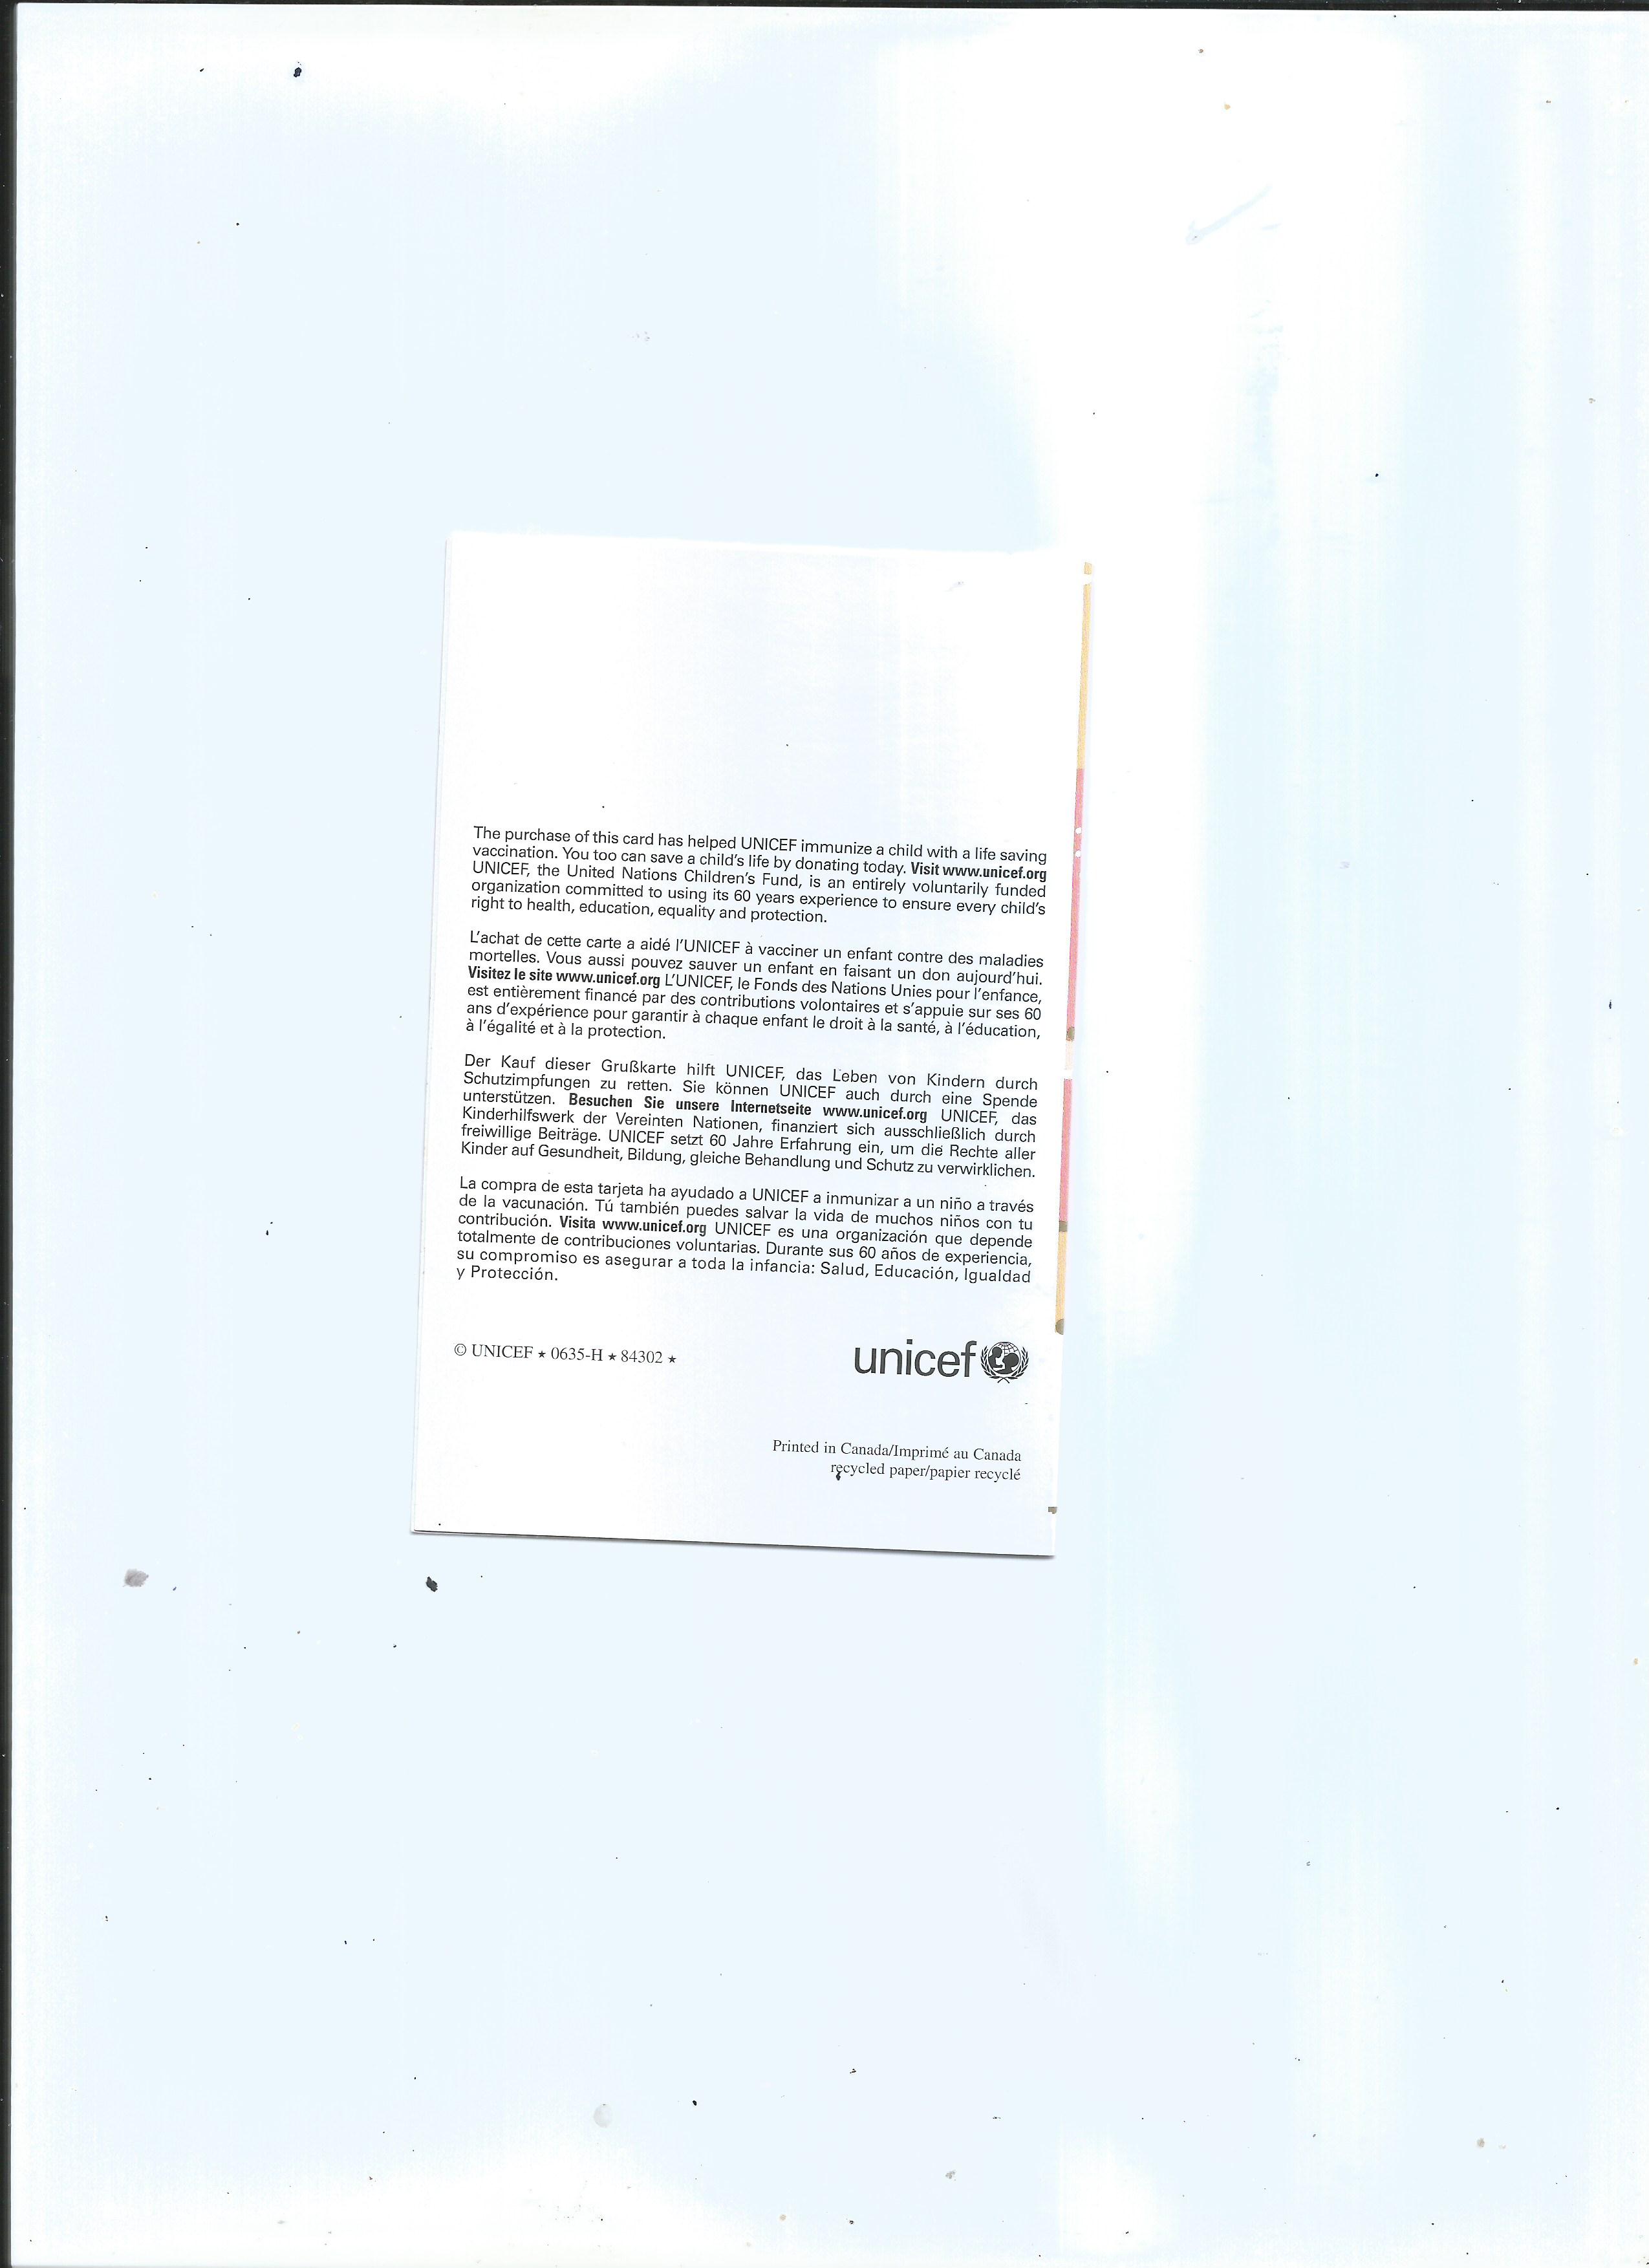 The purchase of this card has helped UNICEF immunize a child with a life saving
vaccination. You too can save a child's life by donating today. Visit www.unicef.org
UNICEF, the United Nations Children's Fund, is an entirely voluntarily funded
organization committed to using its 60 years experience to ensure every child's
right to health, education, equality and protection.
L'achat de cette carte a aidé l'UNICEF à vacciner un enfant contre des maladies
mortelles. Vous aussi pouvez sauver un enfant en faisant un don aujourd'hui.
Visitez le site www.unicef.org L'UNICEF, le Fonds des Nations Unies pour l'enfance,
est entièrement financé par des contributions volontaires et s'appuie sur ses 60
ans d'expérience pour garantir à chaque enfant le droit à la santé, à l'éducation,
à l'égalité et à la protection.
Der Kauf dieser Grußkarte hilft UNICEF, das Leben von Kindern durch
Schutzimpfungen zu retten. Sie können UNICEF auch durch eine Spende
unterstützen. Besuchen Sie unsere Internetseite www.unicef.org UNICEF, das
Kinderhilfswerk der Vereinten Nationen, finanziert sich ausschließlich durch
freiwillige Beiträge. UNICEF setzt 60 Jahre Erfahrung ein, um die Rechte aller
Kinder auf Gesundheit, Bildung, gleiche Behandlung und Schutz zu verwirklichen.
La compra de esta tarjeta ha ayudado a UNICEF a inmunizar a un niño a través
de la vacunación. Tú también puedes salvar la vida de muchos niños con tu
contribución. Visita www.unicef.org UNICEF es una organización que depende
totalmente de contribuciones voluntarias. Durante sus 60 años de experiencia,
su compromiso es asegurar a toda la infancia: Salud, Educación, Igualdad
y Protección.
© UNICEF ★ 0635-H ★ 84302 ★
unicef
Printed in Canada/Imprimé au Canada
recycled paper/papier recyclé